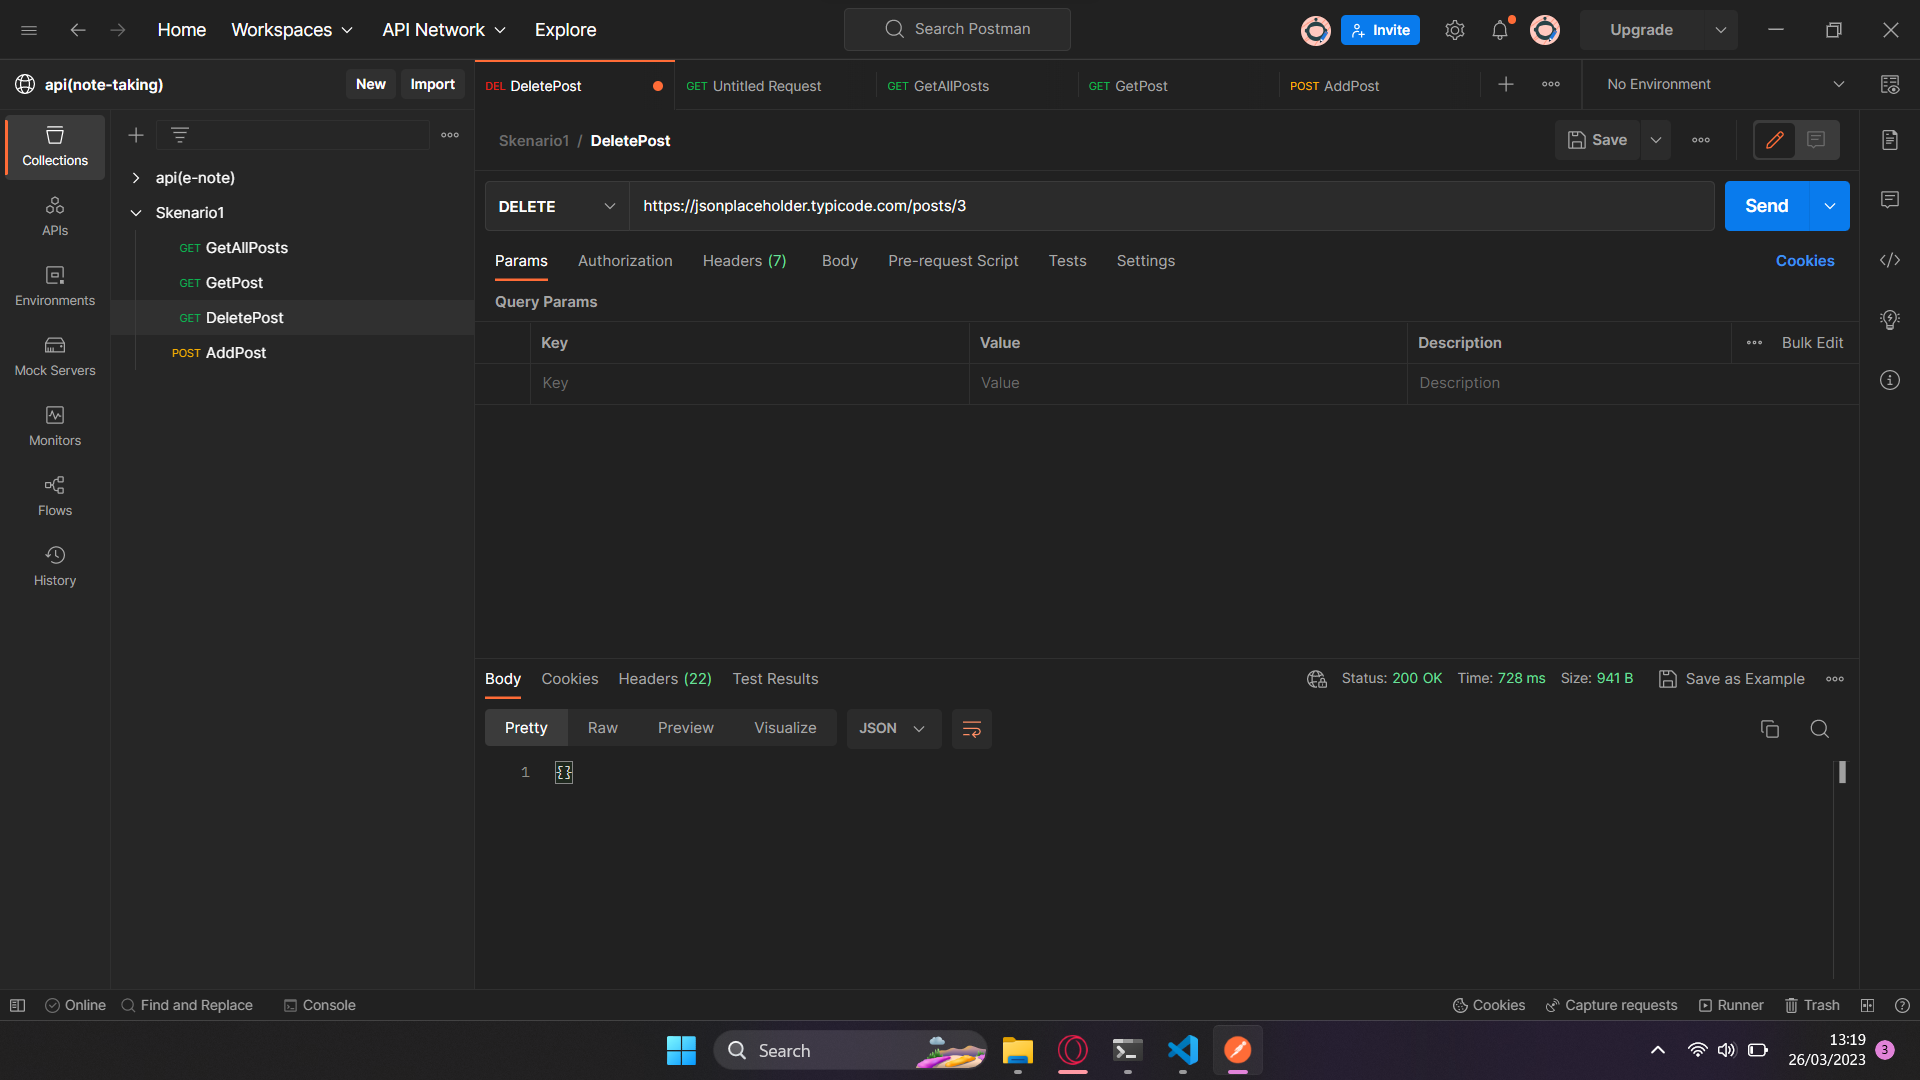 Home Workspaces API Network Explore Search Postman Invite Upgrade
api(note-taking) New Import
DEL DeletePost GET Untitled Request GET GetAllPosts GET GetPost POST AddPost No Environment
Collections
APIs
Environments
Mock Servers
Monitors
Flows
History
api(e-note)
Skenario1
GET GetAllPosts
GET GetPost
GET DeletePost
POST AddPost
Skenario1 / DeletePost Save
DELETE https://jsonplaceholder.typicode.com/posts/3 Send
Params Authorization Headers (7) Body Pre-request Script Tests Settings Cookies
Query Params
Key Value Description Bulk Edit
Key Value Description
Body Cookies Headers (22) Test Results Status: 200 OK Time: 728 ms Size: 941 B Save as Example
Pretty Raw Preview Visualize JSON
1 {}
Online Find and Replace Console Cookies Capture requests Runner Trash
Search
13:19
26/03/2023 3